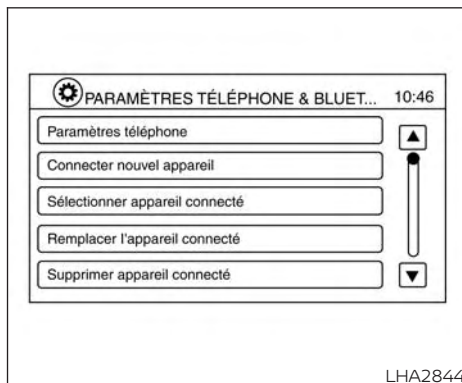 PARAMÈTRES TÉLÉPHONE & BLUET... 10:46
Paramètres téléphone
Connecter nouvel appareil
Sélectionner appareil connecté
Remplacer l'appareil connecté
Supprimer appareil connecté
LHA2844